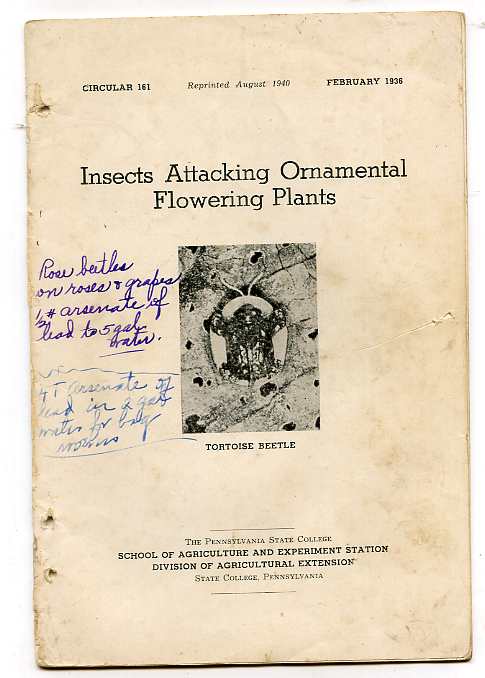 CIRCULAR 161 Reprinted August 1940 FEBRUARY 1936
Insects Attacking Ornamental
Flowering Plants
Rose beetles
on roses & grapes
½ # arsenate of
lead to 5 gal
water.
4 T arsenate of
lead in 2 gal
water for bag
worms
TORTOISE BEETLE
THE PENNSYLVANIA STATE COLLEGE
SCHOOL OF AGRICULTURE AND EXPERIMENT STATION
DIVISION OF AGRICULTURAL EXTENSION
STATE COLLEGE, PENNSYLVANIA